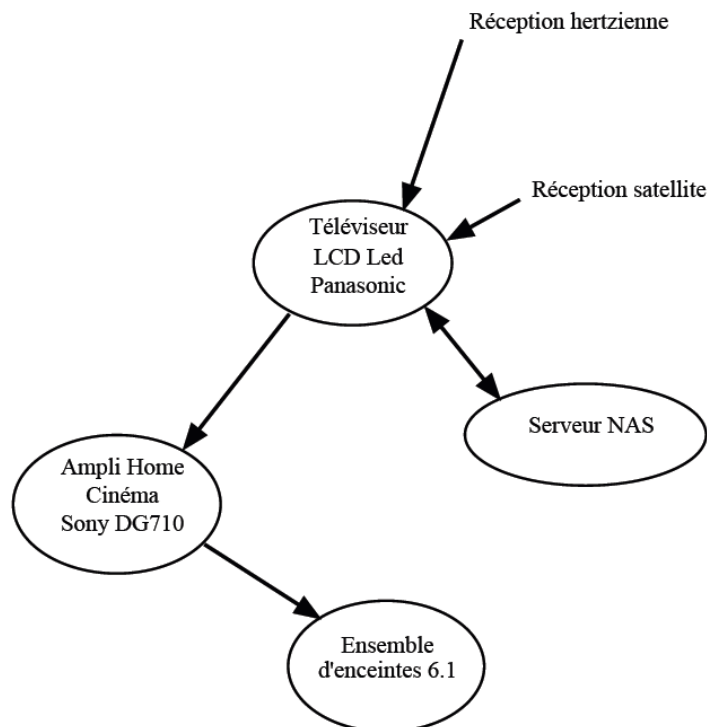 Réception hertzienne
Réception satellite
Téléviseur
LCD Led
Panasonic
Serveur NAS
Ampli Home
Cinéma
Sony DG710
Ensemble
d'enceintes 6.1